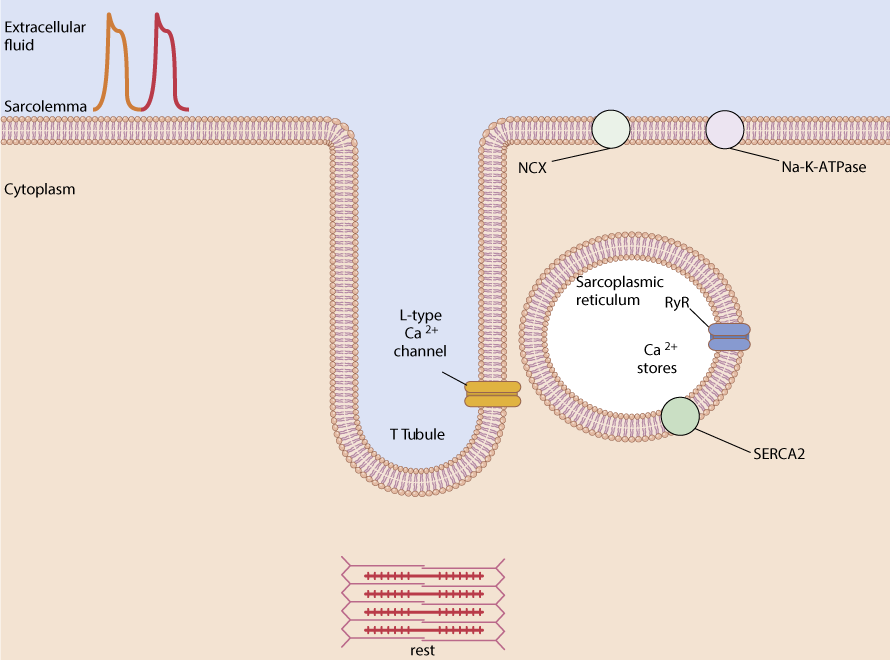 Extracellular
fluid
Sarcolemma
NCX
Na-K-ATPase
Cytoplasm
Sarcoplasmic
reticulum
RyR
L-type
Ca 2+
channel
Ca 2+
stores
T Tubule
SERCA2
rest